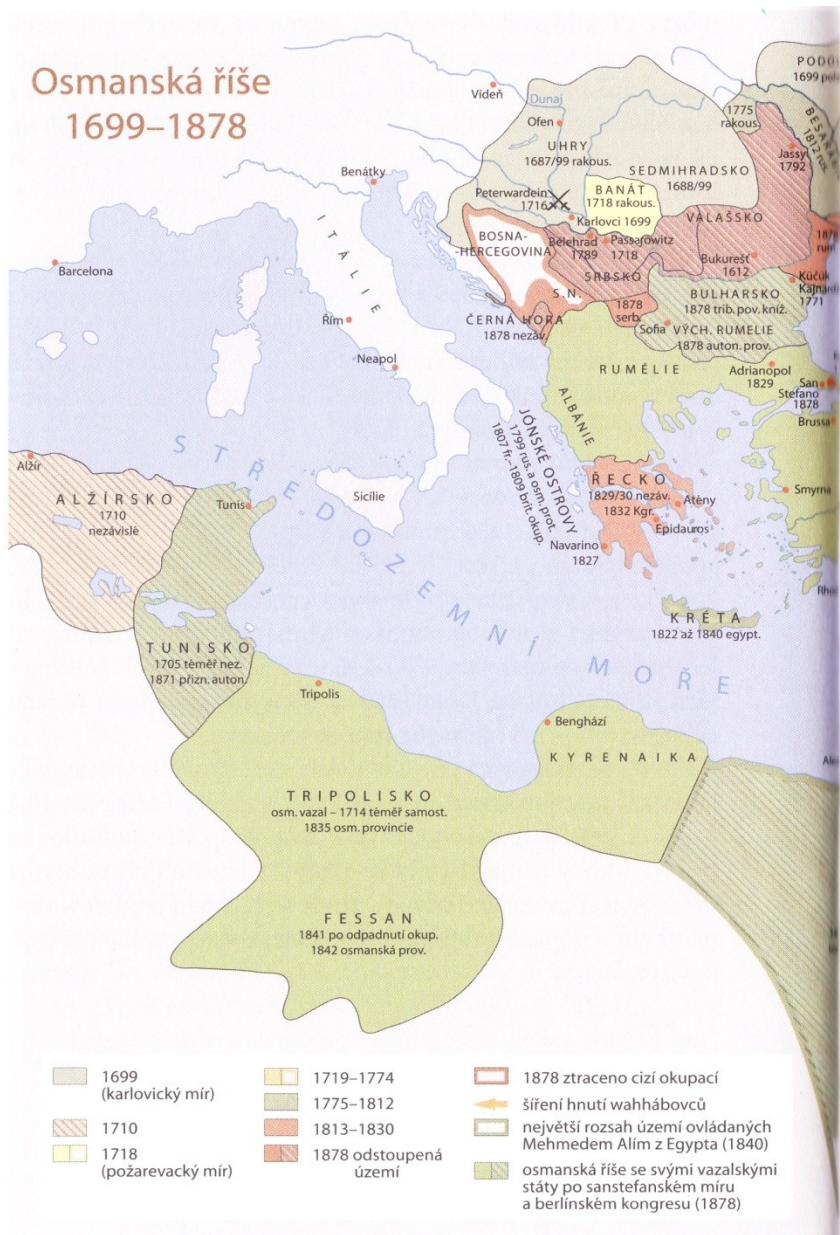 Osmanská říše
1699–1878
Vídeň
Dunaj
Ofen
UHRY
1687/99 rakous.
SEDMIHRADSKO
1688/99
1775
rakous.
1699
BESARÁ
1812 rus.
Jassy
1792
Benátky
Peterwardein
1716
BANÁT
1718 rakous.
Karlovci 1699
VALAŠSKO
BOSNA-
HERCEGOVINA
Bělehrad
1789
Passarowitz
1718
Bukurešť
1612
SRBSKO
S.N.
1878
serb.
Küčük
Kajnardž
1771
BULHARSKO
1878 trib. pov. kníž.
Sofia
VÝCH. RUMELIE
1878 auton. prov.
ČERNÁ HORA
1878 nezáv.
ITÁLIE
Barcelona
Řím
Neapol
RUMÉLIE
Adrianopol
1829
San
Stefano
1878
Brussa
ALBÁNIE
JÓNSKÉ OSTROVY
1799 rus. a osm. prot.
1807 fr.–1809 brit. okup.
ŘECKO
1829/30 nezáv.
1832 Kgr.
Atény
Epidauros
Smyrna
Navarino
1827
Alžír
ALŽÍRSKO
1710
nezávislé
Tunis
Sicílie
STŘEDOZEMNÍ MOŘE
KRÉTA
1822 až 1840 egypt.
TUNISKO
1705 téměř nez.
1871 přizn. auton.
Tripolis
Benghází
KYRENAIKA
TRIPOLISKO
osm. vazal – 1714 téměř samost.
1835 osm. provincie
FESSAN
1841 po odpadnutí okup.
1842 osmanská prov.
1699
(karlovický mír)
1710
1718
(požarevacký mír)
1719–1774
1775–1812
1813–1830
1878 odstoupená
území
1878 ztraceno cizí okupací
šíření hnutí wahhábovců
největší rozsah území ovládaných
Mehmedem Alím z Egypta (1840)
osmanská říše se svými vazalskými
státy po sanstefanském míru
a berlínském kongresu (1878)